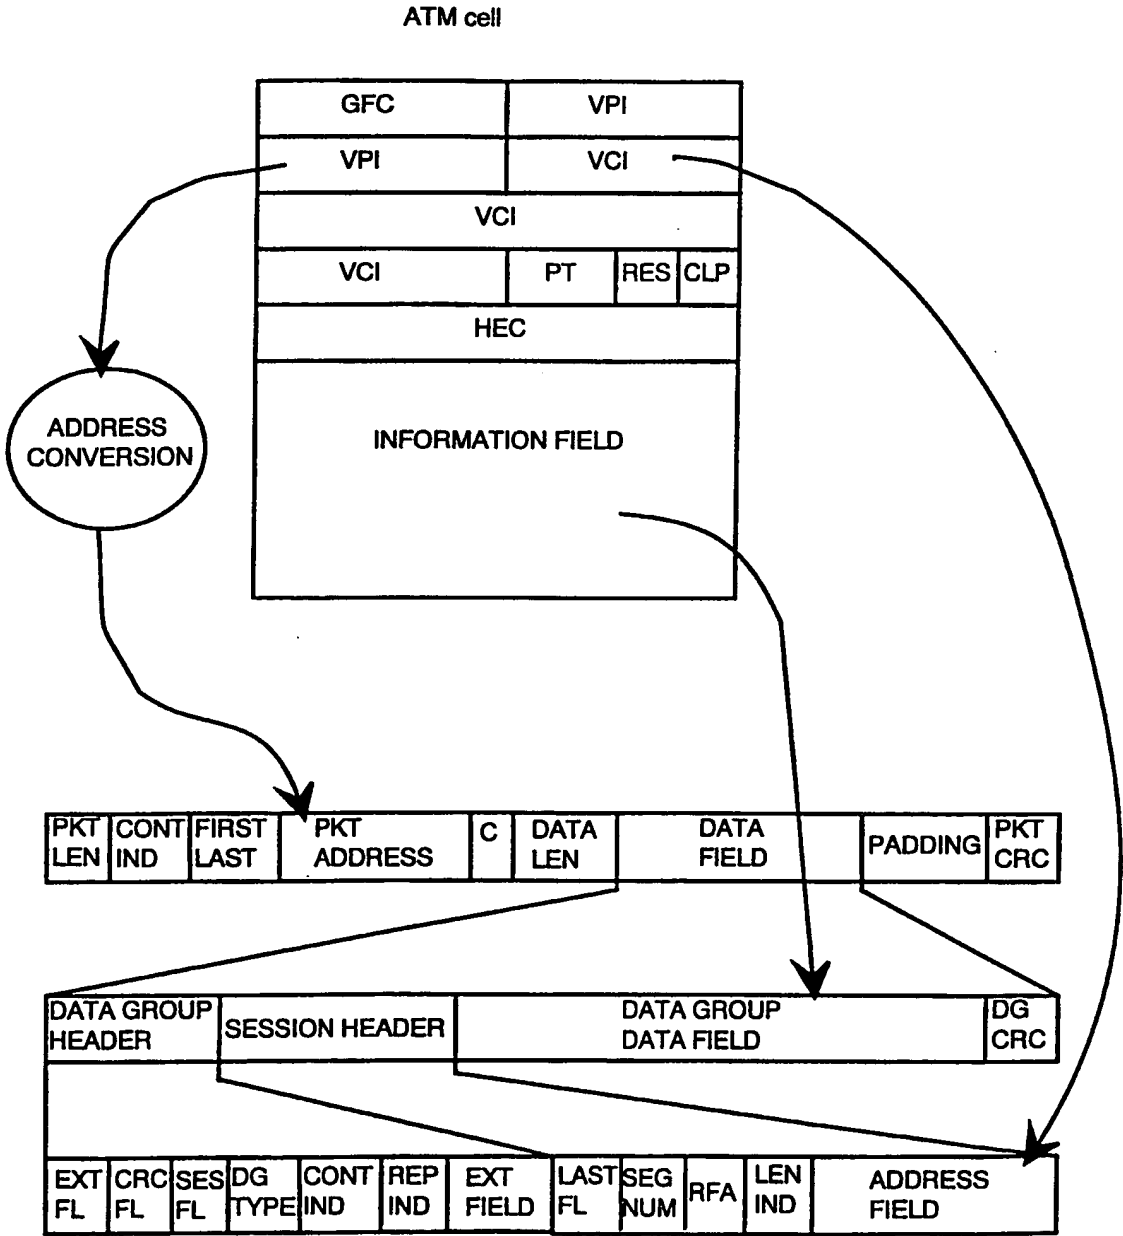 ATM cell
GFC VPI
VPI VCI
VCI
VCI PT RES CLP
HEC
INFORMATION FIELD
ADDRESS
CONVERSION
PKT LEN CONT IND FIRST LAST PKT ADDRESS C DATA LEN DATA FIELD PADDING PKT CRC
DATA GROUP HEADER SESSION HEADER DATA GROUP DATA FIELD DG CRC
EXT FL CRC FL SES FL DG TYPE CONT IND REP IND EXT FIELD LAST FL SEG NUM RFA LEN IND ADDRESS FIELD